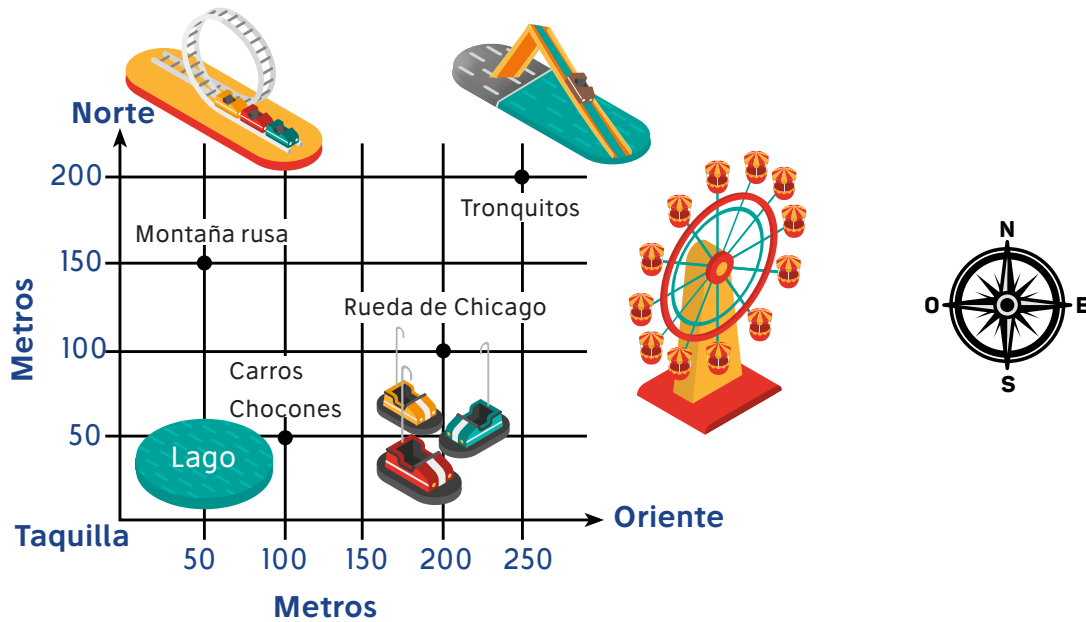 Norte
200
Tronquitos
Montaña rusa
150
Rueda de Chicago
100
Carros
Chocones
50
Lago
Metros
Taquilla
Oriente
50 100 150 200 250
Metros
N
O E
S